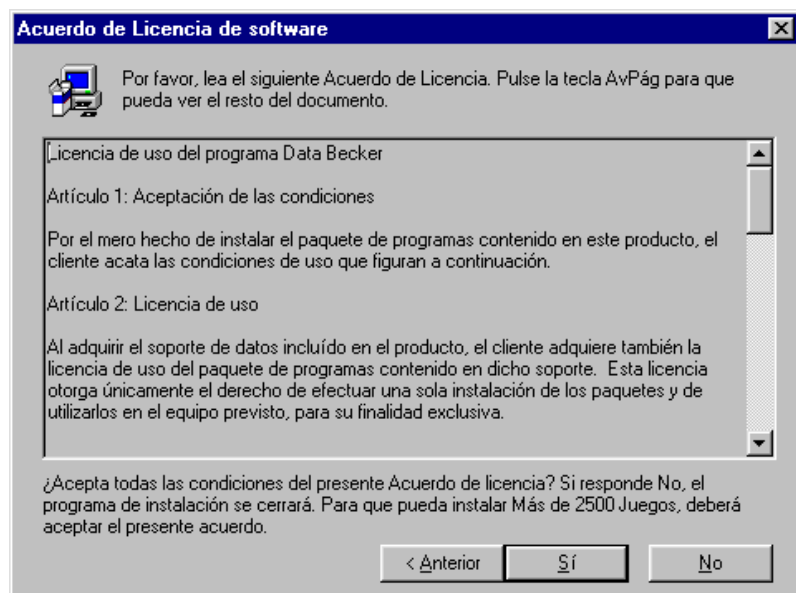 Acuerdo de Licencia de software
Por favor, lea el siguiente Acuerdo de Licencia. Pulse la tecla AvPág para que
pueda ver el resto del documento.
Licencia de uso del programa Data Becker
Artículo 1: Aceptación de las condiciones
Por el mero hecho de instalar el paquete de programas contenido en este producto, el
cliente acata las condiciones de uso que figuran a continuación.
Artículo 2: Licencia de uso
Al adquirir el soporte de datos incluído en el producto, el cliente adquiere también la
licencia de uso del paquete de programas contenido en dicho soporte.  Esta licencia
otorga únicamente el derecho de efectuar una sola instalación de los paquetes y de
utilizarlos en el equipo previsto, para su finalidad exclusiva.
¿Acepta todas las condiciones del presente Acuerdo de licencia? Si responde No, el
programa de instalación se cerrará. Para que pueda instalar Más de 2500 Juegos, deberá
aceptar el presente acuerdo.
< Anterior
Sí
No